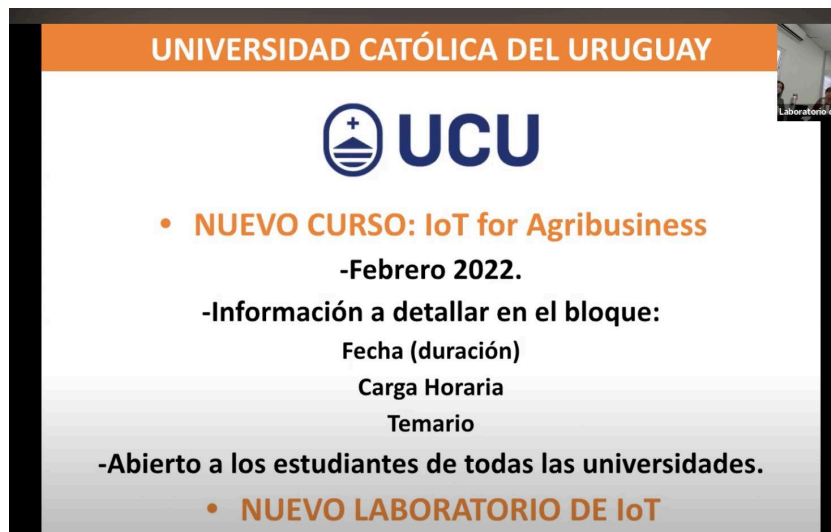 UNIVERSIDAD CATÓLICA DEL URUGUAY
Laboratorio
UCU
• NUEVO CURSO: IoT for Agribusiness
-Febrero 2022.
-Información a detallar en el bloque:
Fecha (duración)
Carga Horaria
Temario
-Abierto a los estudiantes de todas las universidades.
• NUEVO LABORATORIO DE IoT